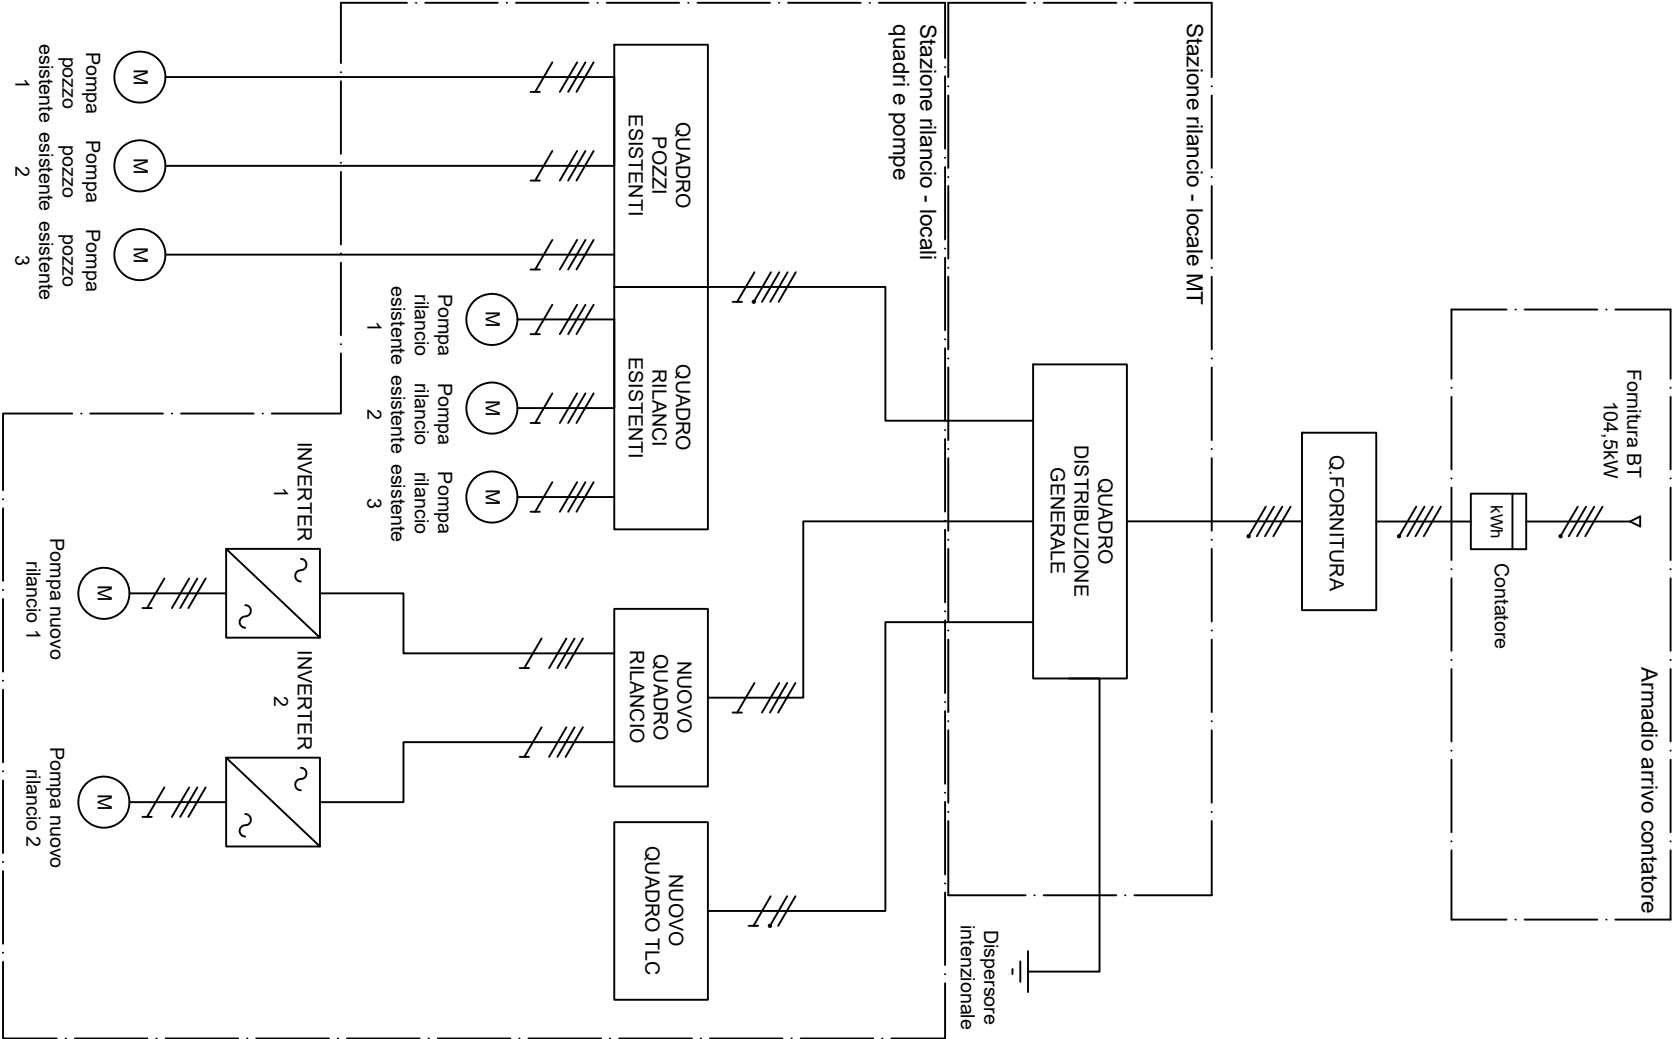 Armadio arrivo contatore
Fornitura BT
104,5kW
kWh
Contatore
Q.FORNITURA
Stazione rilancio - locale MT
QUADRO
DISTRIBUZIONE
GENERALE
Dispersore
intenzionale
Stazione rilancio - locali
quadri e pompe
QUADRO
POZZI
ESISTENTI
QUADRO
RILANCI
ESISTENTI
NUOVO
QUADRO
RILANCIO
NUOVO
QUADRO TLC
M
Pompa
pozzo
esistente
1
M
Pompa
pozzo
esistente
2
M
Pompa
pozzo
esistente
3
M
Pompa
rilancio
esistente
1
M
Pompa
rilancio
esistente
2
M
Pompa
rilancio
esistente
3
INVERTER
1
INVERTER
2
M
Pompa nuovo
rilancio 1
M
Pompa nuovo
rilancio 2